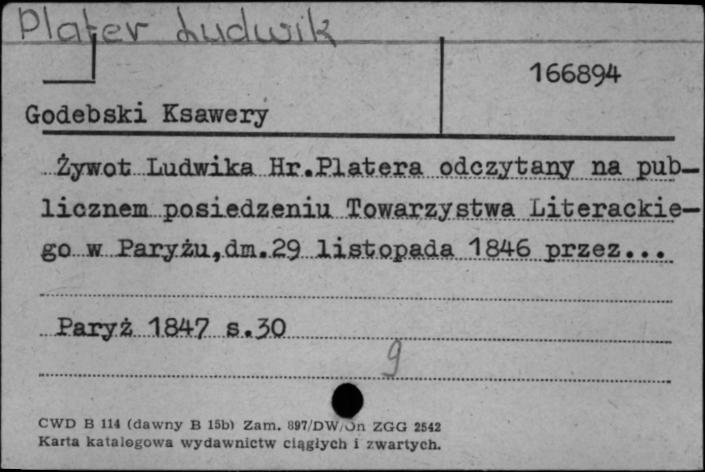 Plater Ludwik
166894
Godebski Ksawery
Żywot Ludwika Hr.Platera odczytany na pub-
licznem posiedzeniu Towarzystwa Literackie-
go w Paryżu,dm.29 listopada 1846 przez...
Paryż 1847 s.30
9
CWD B 114 (dawny B 15b) Zam. 897/DW/Jn ZGG 2542
Karta katalogowa wydawnictw ciągłych i zwartych.